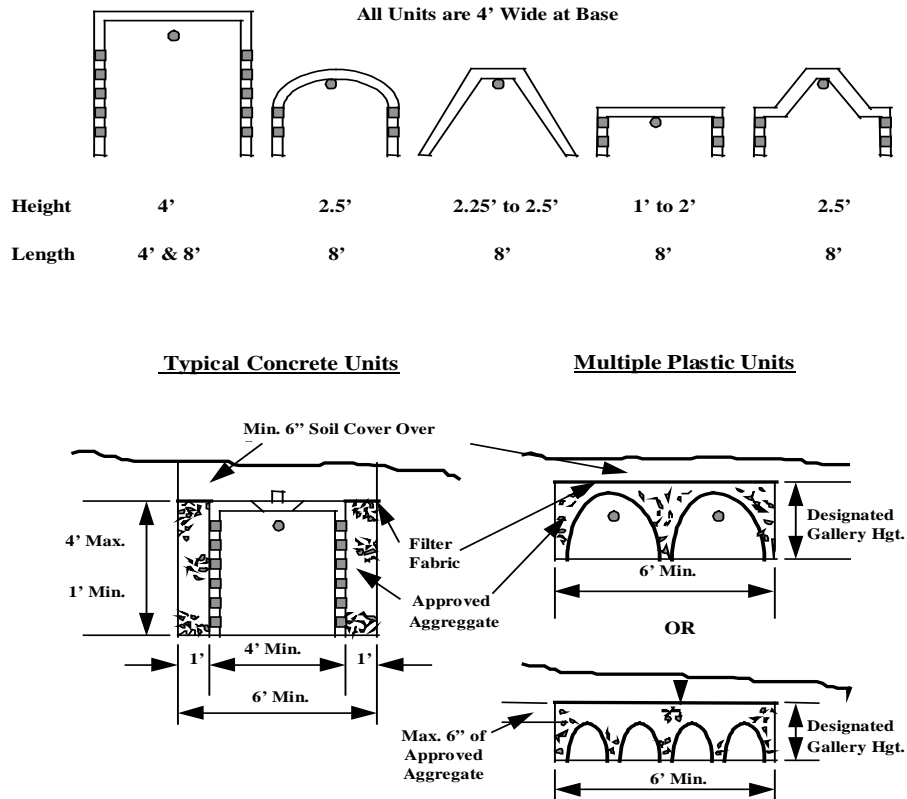 All Units are 4’ Wide at Base
Height 4’ 2.5’ 2.25’ to 2.5’ 1’ to 2’ 2.5’
Length 4’ & 8’ 8’ 8’ 8’ 8’
Typical Concrete Units
Multiple Plastic Units
Min. 6” Soil Cover Over
4’ Max.
1’ Min.
Filter
Fabric
Approved
Aggreggate
1’ 4’ Min. 1’
6’ Min.
Designated
Gallery Hgt.
6’ Min.
OR
Max. 6” of
Approved
Aggregate
Designated
Gallery Hgt.
6’ Min.